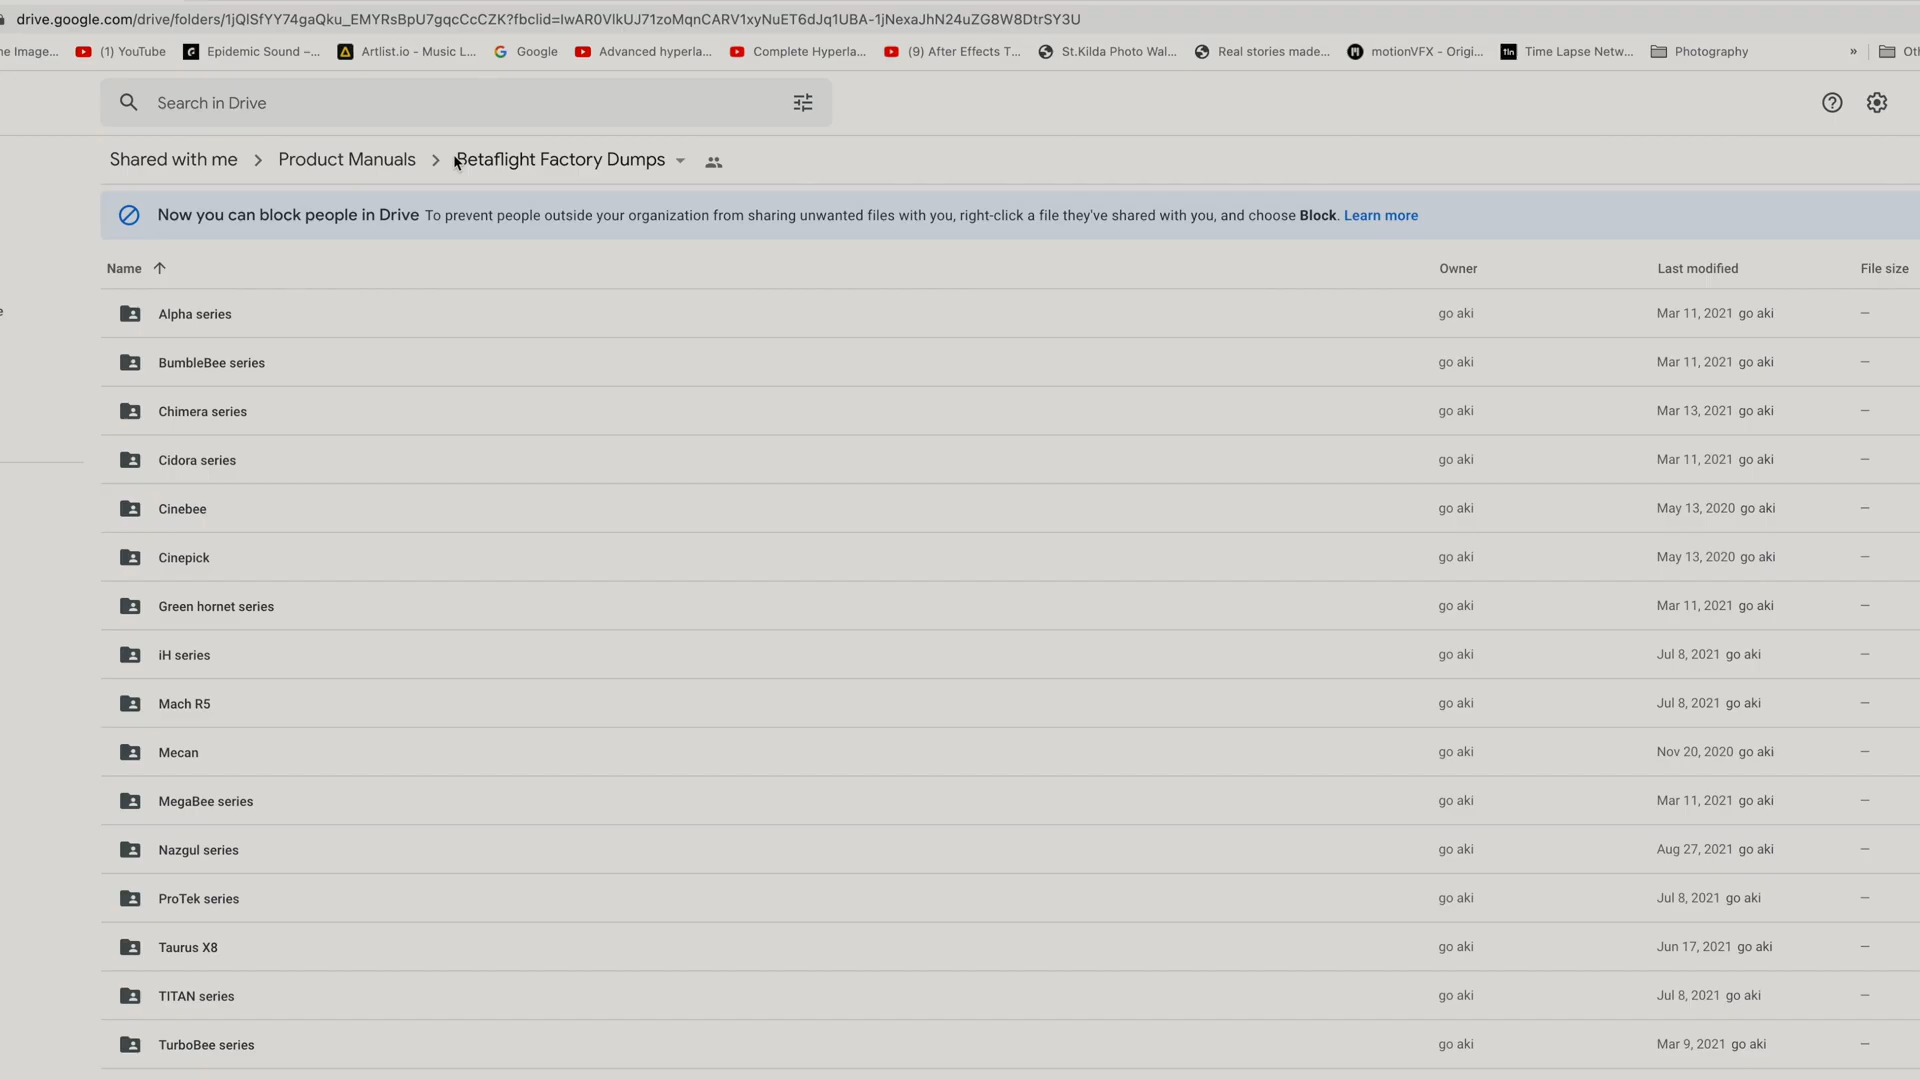 drive.google.com/drive/folders/1jQlSfYY74gaQku_EMYRsBpU7gqcCcCZK?fbclid=IwAR0VlkUJ71zoMqnCARV1xyNuET6dJq1UBA-1jNexaJhN24uZG8W8DtrSY3U
ne Image... (1) YouTube Epidemic Sound –... Artlist.io - Music L... Google Advanced hyperla... Complete Hyperla... (9) After Effects T... St.Kilda Photo Wal... Real stories made... motionVFX - Origi... Time Lapse Netw... Photography » Oth
Search in Drive
Shared with me > Product Manuals > Betaflight Factory Dumps
Now you can block people in Drive To prevent people outside your organization from sharing unwanted files with you, right-click a file they've shared with you, and choose Block. Learn more
Name Owner Last modified File size
Alpha series go aki Mar 11, 2021 go aki –
BumbleBee series go aki Mar 11, 2021 go aki –
Chimera series go aki Mar 13, 2021 go aki –
Cidora series go aki Mar 11, 2021 go aki –
Cinebee go aki May 13, 2020 go aki –
Cinepick go aki May 13, 2020 go aki –
Green hornet series go aki Mar 11, 2021 go aki –
iH series go aki Jul 8, 2021 go aki –
Mach R5 go aki Jul 8, 2021 go aki –
Mecan go aki Nov 20, 2020 go aki –
MegaBee series go aki Mar 11, 2021 go aki –
Nazgul series go aki Aug 27, 2021 go aki –
ProTek series go aki Jul 8, 2021 go aki –
Taurus X8 go aki Jun 17, 2021 go aki –
TITAN series go aki Jul 8, 2021 go aki –
TurboBee series go aki Mar 9, 2021 go aki –